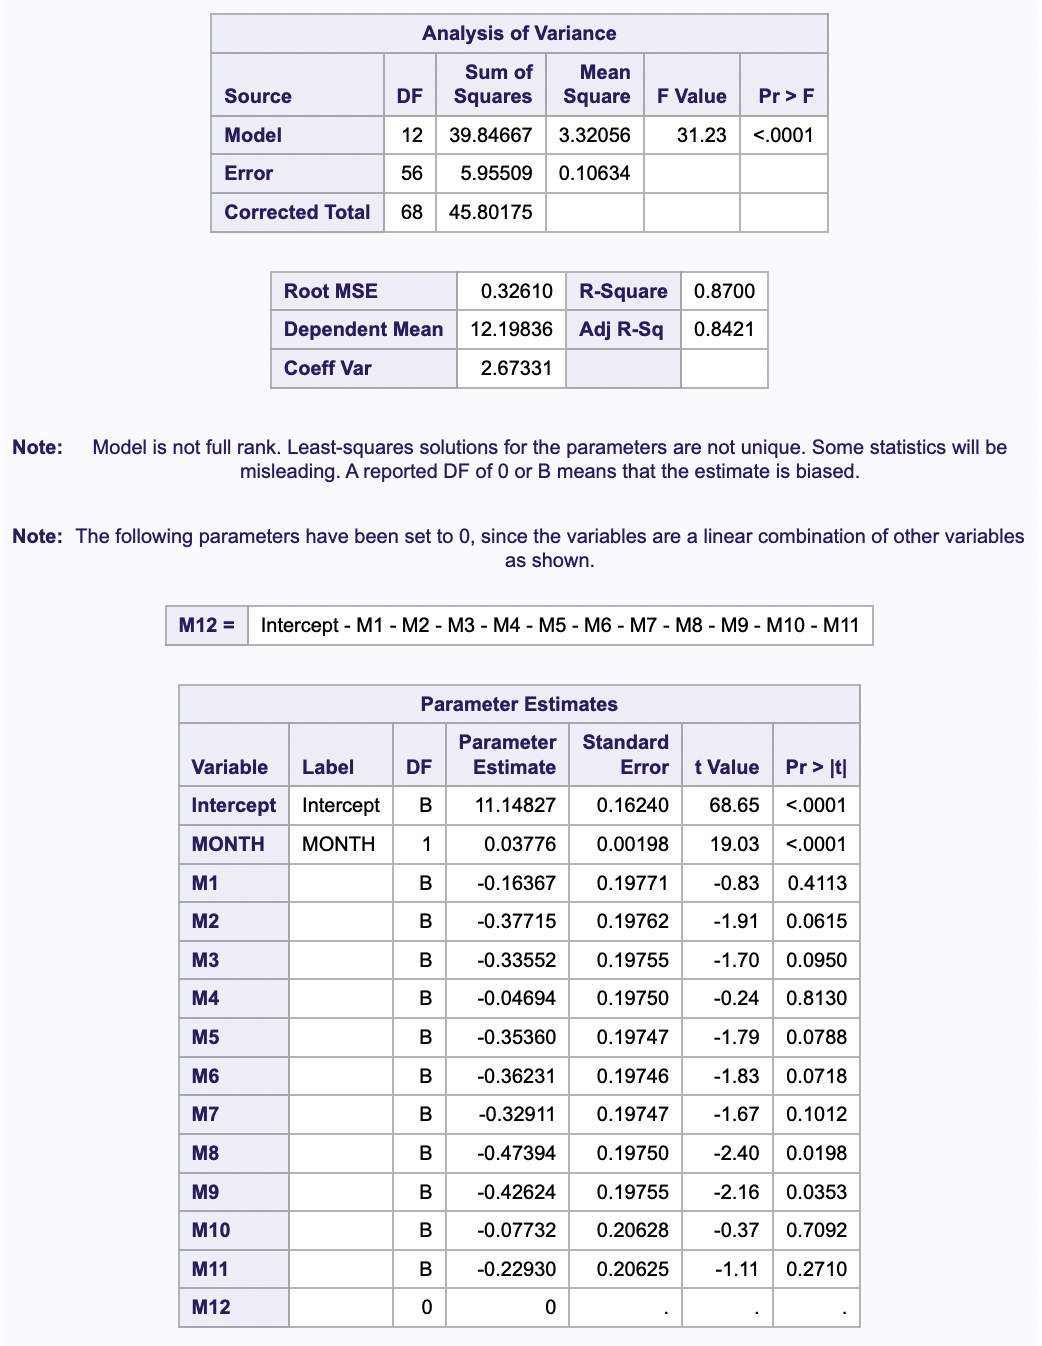 Analysis of Variance
Source DF Sum of Squares Mean Square F Value Pr > F
Model 12 39.84667 3.32056 31.23 <.0001
Error 56 5.95509 0.10634
Corrected Total 68 45.80175
Root MSE 0.32610 R-Square 0.8700
Dependent Mean 12.19836 Adj R-Sq 0.8421
Coeff Var 2.67331
Note: Model is not full rank. Least-squares solutions for the parameters are not unique. Some statistics will be
misleading. A reported DF of 0 or B means that the estimate is biased.
Note: The following parameters have been set to 0, since the variables are a linear combination of other variables
as shown.
M12 = Intercept - M1 - M2 - M3 - M4 - M5 - M6 - M7 - M8 - M9 - M10 - M11
Parameter Estimates
Variable Label DF Parameter Estimate Standard Error t Value Pr > |t|
Intercept Intercept B 11.14827 0.16240 68.65 <.0001
MONTH MONTH 1 0.03776 0.00198 19.03 <.0001
M1 B -0.16367 0.19771 -0.83 0.4113
M2 B -0.37715 0.19762 -1.91 0.0615
M3 B -0.33552 0.19755 -1.70 0.0950
M4 B -0.04694 0.19750 -0.24 0.8130
M5 B -0.35360 0.19747 -1.79 0.0788
M6 B -0.36231 0.19746 -1.83 0.0718
M7 B -0.32911 0.19747 -1.67 0.1012
M8 B -0.47394 0.19750 -2.40 0.0198
M9 B -0.42624 0.19755 -2.16 0.0353
M10 B -0.07732 0.20628 -0.37 0.7092
M11 B -0.22930 0.20625 -1.11 0.2710
M12 0 0 . . .